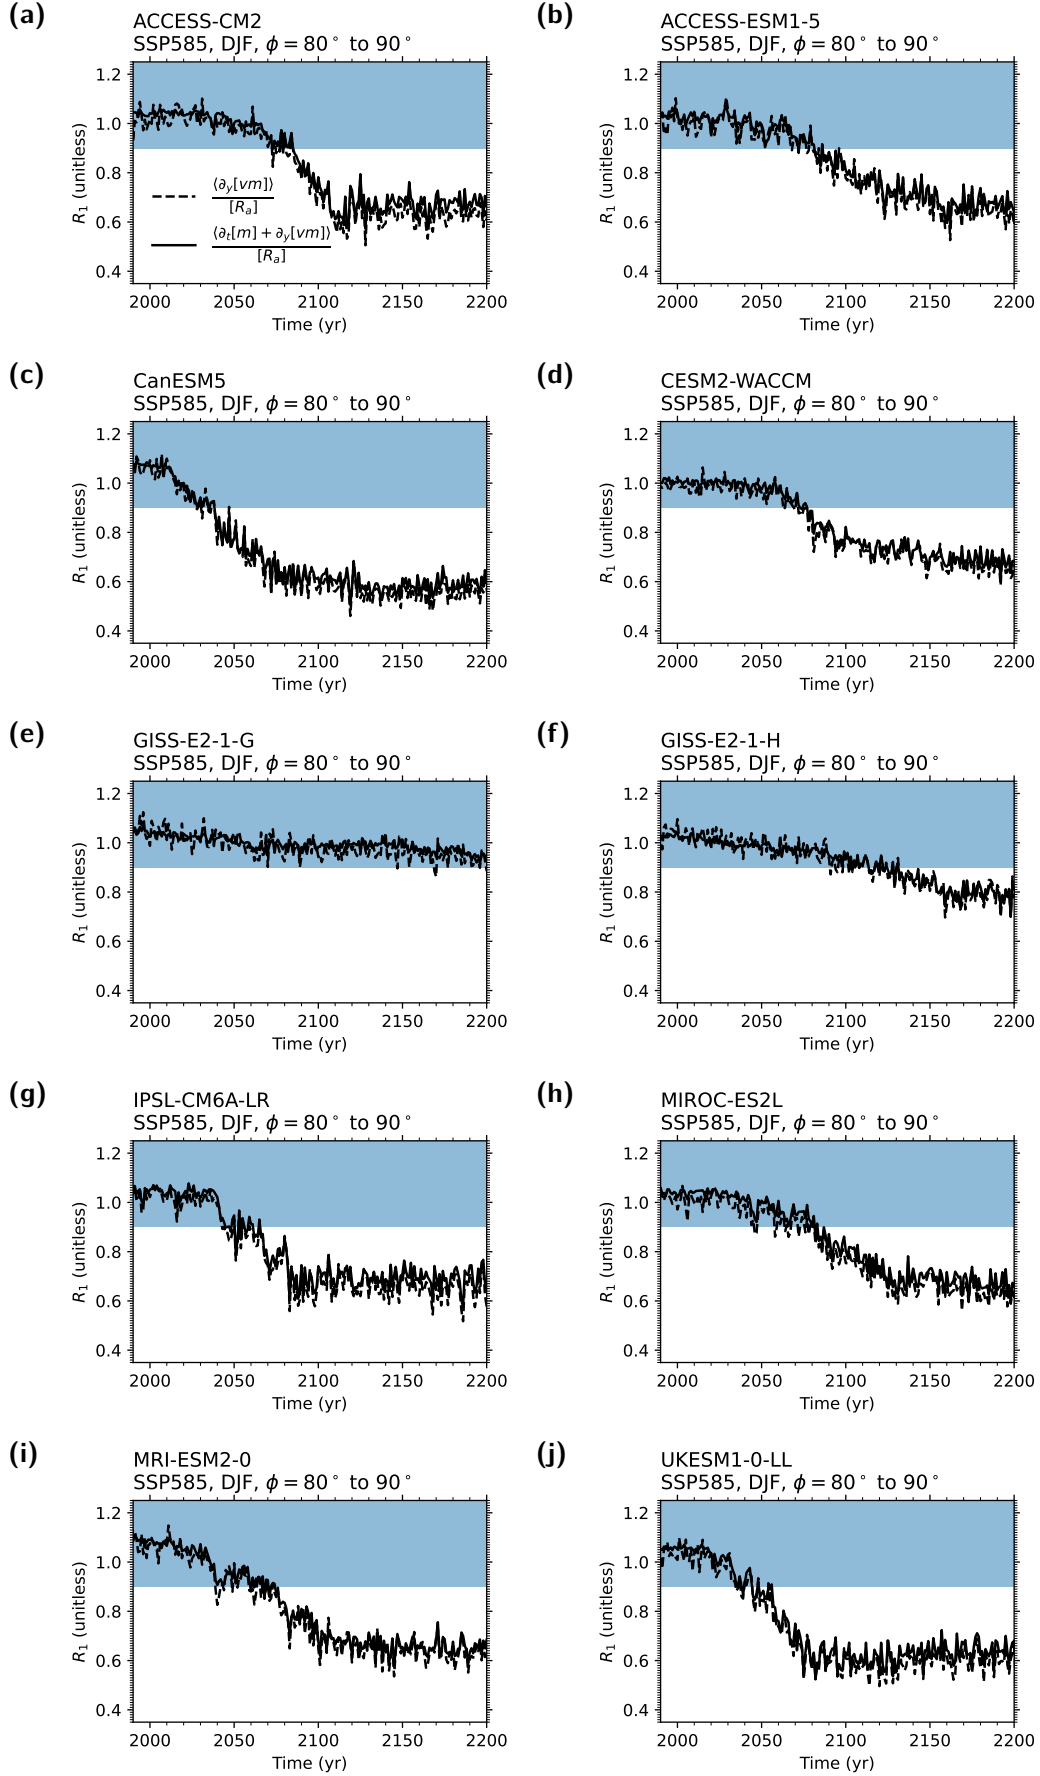 (a)
ACCESS-CM2
SSP585, DJF, ϕ = 80° to 90°
1.2
1.0
0.8
0.6
0.4
R₁ (unitless)
⟨∂y[vm]⟩
[Ra]
⟨∂t[m] + ∂y[vm]⟩
[Ra]
2000 2050 2100 2150 2200
Time (yr)
(b)
ACCESS-ESM1-5
SSP585, DJF, ϕ = 80° to 90°
1.2
1.0
0.8
0.6
0.4
R₁ (unitless)
2000 2050 2100 2150 2200
Time (yr)
(c)
CanESM5
SSP585, DJF, ϕ = 80° to 90°
1.2
1.0
0.8
0.6
0.4
R₁ (unitless)
2000 2050 2100 2150 2200
Time (yr)
(d)
CESM2-WACCM
SSP585, DJF, ϕ = 80° to 90°
1.2
1.0
0.8
0.6
0.4
R₁ (unitless)
2000 2050 2100 2150 2200
Time (yr)
(e)
GISS-E2-1-G
SSP585, DJF, ϕ = 80° to 90°
1.2
1.0
0.8
0.6
0.4
R₁ (unitless)
2000 2050 2100 2150 2200
Time (yr)
(f)
GISS-E2-1-H
SSP585, DJF, ϕ = 80° to 90°
1.2
1.0
0.8
0.6
0.4
R₁ (unitless)
2000 2050 2100 2150 2200
Time (yr)
(g)
IPSL-CM6A-LR
SSP585, DJF, ϕ = 80° to 90°
1.2
1.0
0.8
0.6
0.4
R₁ (unitless)
2000 2050 2100 2150 2200
Time (yr)
(h)
MIROC-ES2L
SSP585, DJF, ϕ = 80° to 90°
1.2
1.0
0.8
0.6
0.4
R₁ (unitless)
2000 2050 2100 2150 2200
Time (yr)
(i)
MRI-ESM2-0
SSP585, DJF, ϕ = 80° to 90°
1.2
1.0
0.8
0.6
0.4
R₁ (unitless)
2000 2050 2100 2150 2200
Time (yr)
(j)
UKESM1-0-LL
SSP585, DJF, ϕ = 80° to 90°
1.2
1.0
0.8
0.6
0.4
R₁ (unitless)
2000 2050 2100 2150 2200
Time (yr)